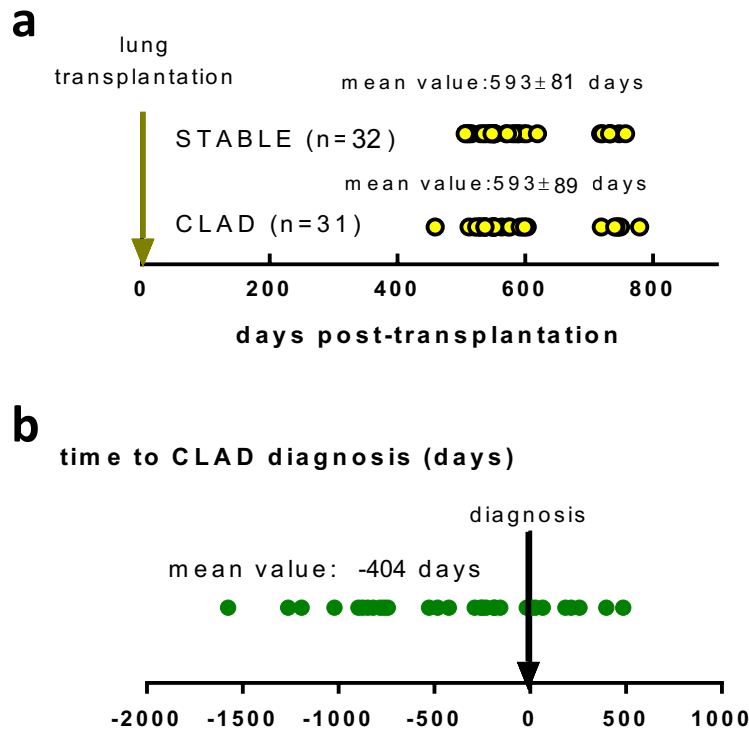 a
lung
transplantation
mean value:593±81 days
STABLE (n=32)
mean value:593±89 days
CLAD (n=31)
0 200 400 600 800
days post-transplantation
b
time to CLAD diagnosis (days)
diagnosis
mean value: -404 days
-2000 -1500 -1000 -500 0 500 1000